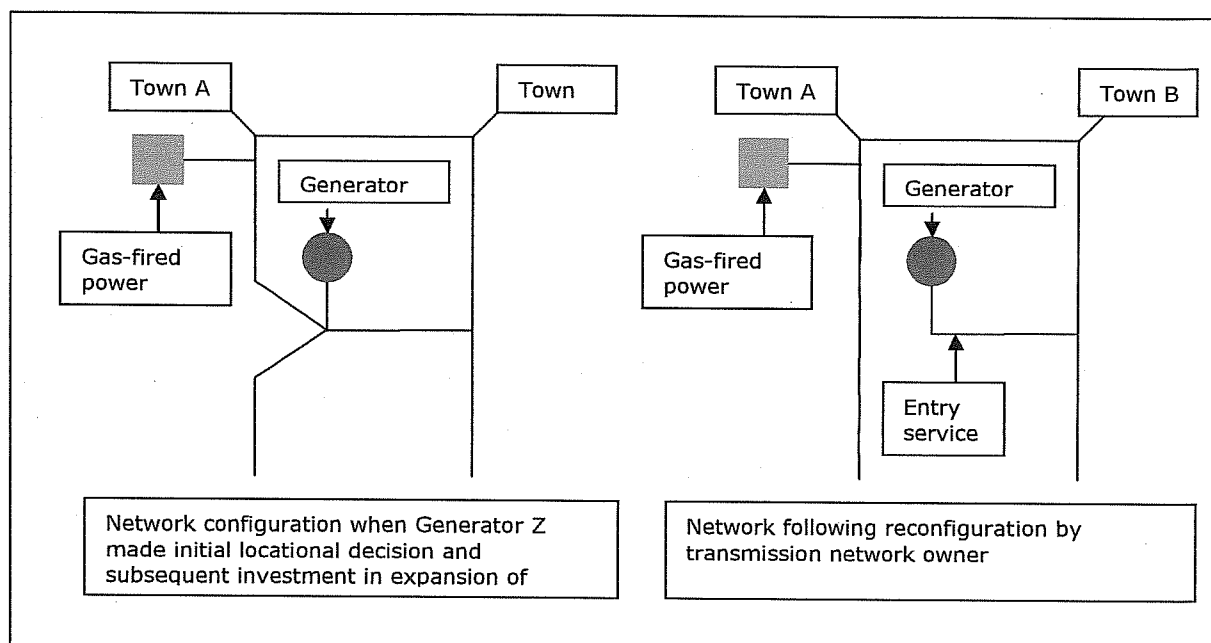 Town A
Town
Generator
Gas-fired
power
Network configuration when Generator Z
made initial locational decision and
subsequent investment in expansion of
Town A
Town B
Generator
Gas-fired
power
Entry
service
Network following reconfiguration by
transmission network owner